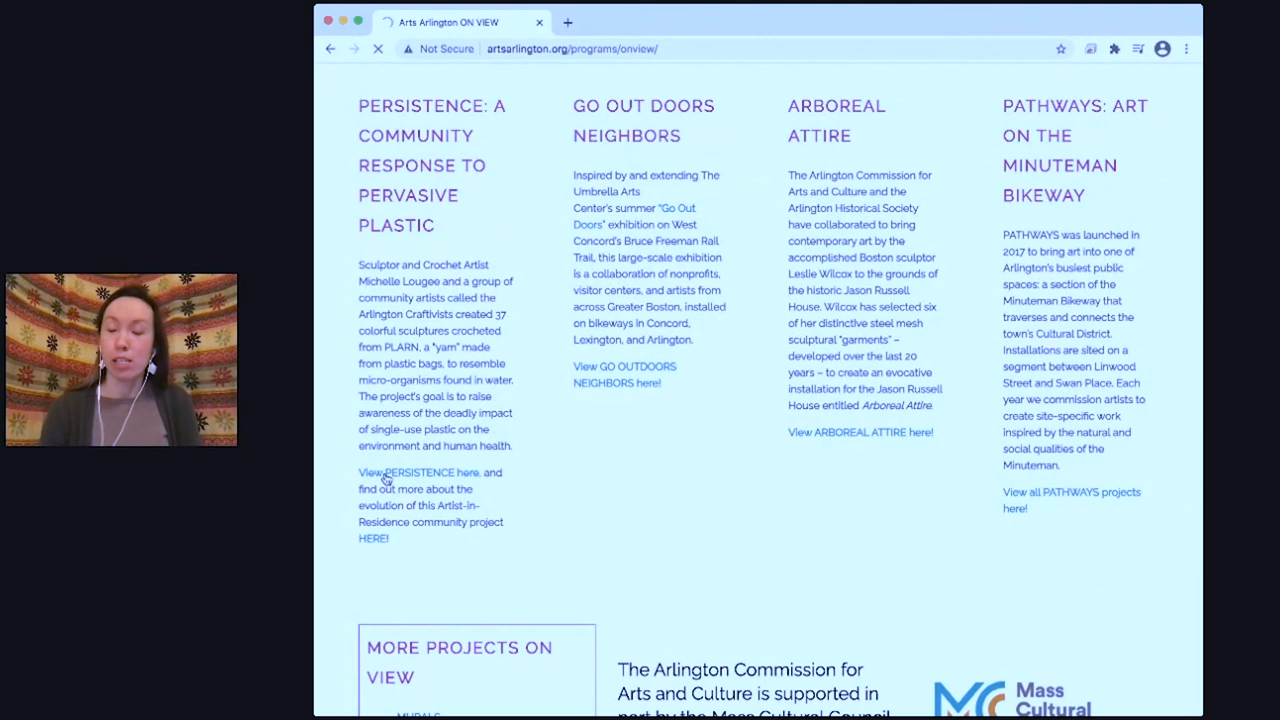 Arts Arlington ON VIEW
Not Secure
artsarlington.org/programs/onview/
PERSISTENCE: A
COMMUNITY
RESPONSE TO
PERVASIVE
PLASTIC
Sculptor and Crochet Artist
Michelle Lougee and a group of
community artists called the
Arlington Craftivists created 37
colorful sculptures crocheted
from PLARN, a "yarn" made
from plastic bags, to resemble
micro-organisms found in water.
The project's goal is to raise
awareness of the deadly impact
of single-use plastic on the
environment and human health.
View PERSISTENCE here, and
find out more about the
evolution of this Artist-in-
Residence community project
HERE!
GO OUT DOORS
NEIGHBORS
Inspired by and extending The
Umbrella Arts
Center's summer "Go Out
Doors" exhibition on West
Concord's Bruce Freeman Rail
Trail, this large-scale exhibition
is a collaboration of nonprofits,
visitor centers, and artists from
across Greater Boston, installed
on bikeways in Concord,
Lexington, and Arlington.
View GO OUTDOORS
NEIGHBORS here!
ARBOREAL
ATTIRE
The Arlington Commission for
Arts and Culture and the
Arlington Historical Society
have collaborated to bring
contemporary art by the
accomplished Boston sculptor
Leslie Wilcox to the grounds of
the historic Jason Russell
House. Wilcox has selected six
of her distinctive steel mesh
sculptural "garments" –
developed over the last 20
years – to create an evocative
installation for the Jason Russell
House entitled Arboreal Attire.
View ARBOREAL ATTIRE here!
PATHWAYS: ART
ON THE
MINUTEMAN
BIKEWAY
PATHWAYS was launched in
2017 to bring art into one of
Arlington's busiest public
spaces: a section of the
Minuteman Bikeway that
traverses and connects the
town's Cultural District.
Installations are sited on a
segment between Linwood
Street and Swan Place. Each
year we commission artists to
create site-specific work
inspired by the natural and
social qualities of the
Minuteman.
View all PATHWAYS projects
here!
MORE PROJECTS ON
VIEW
MURALS
The Arlington Commission for
Arts and Culture is supported in
part by the Mass Cultural Council
Mass
Cultural